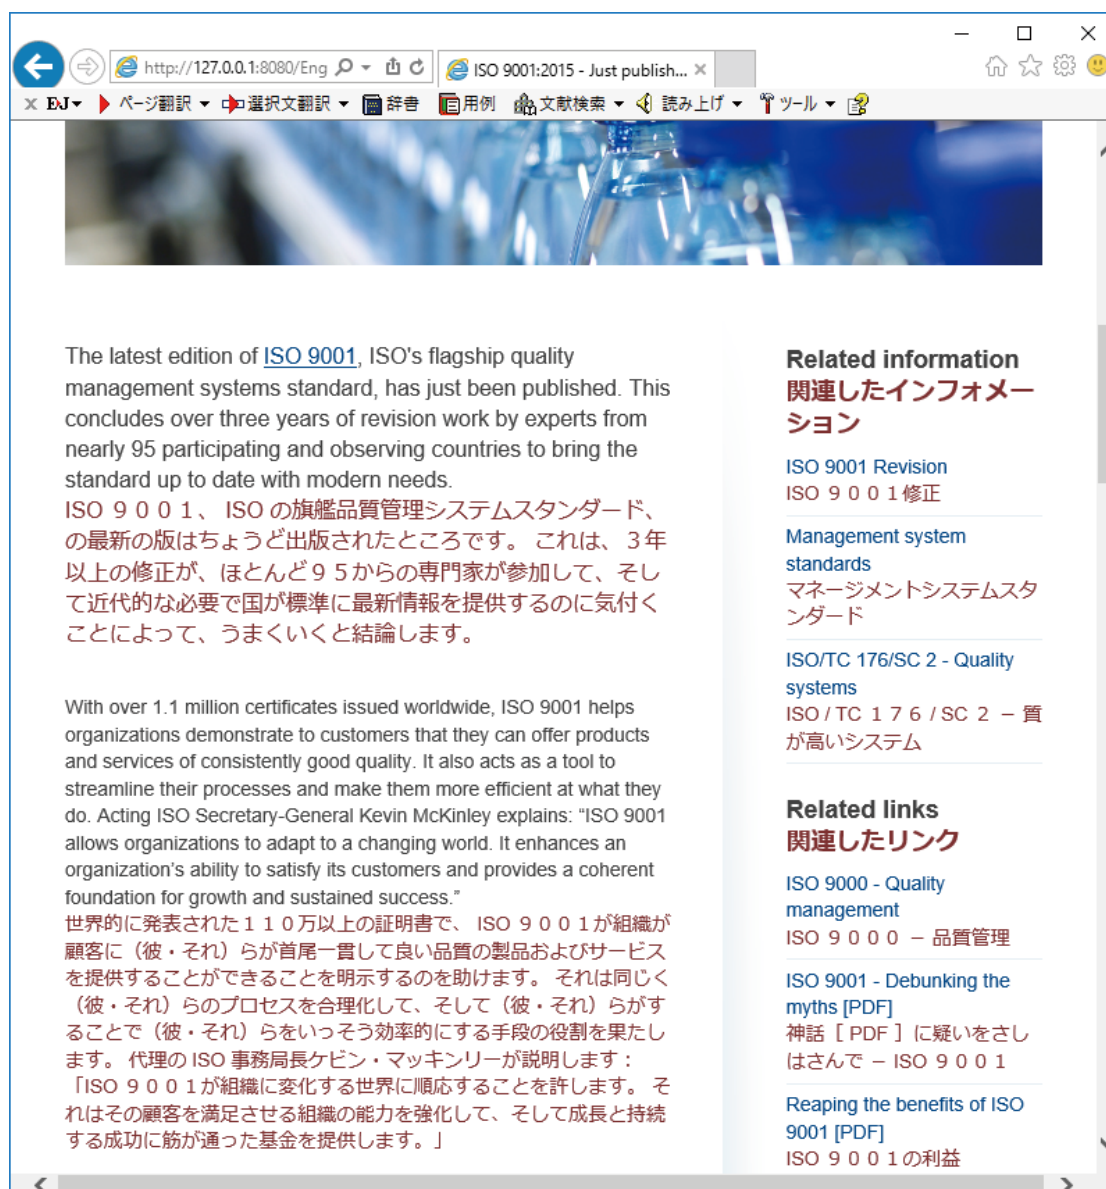 http://127.0.0.1:8080/Eng
ISO 9001:2015 - Just publish...
x EXJ ページ翻訳 選択文翻訳 辞書 用例 文献検索 読み上げ ツール
The latest edition of ISO 9001, ISO's flagship quality
management systems standard, has just been published. This
concludes over three years of revision work by experts from
nearly 95 participating and observing countries to bring the
standard up to date with modern needs.
ISO ９００１、 ISO の旗艦品質管理システムスタンダード、
の最新の版はちょうど出版されたところです。 これは、３年
以上の修正が、ほとんど９５からの専門家が参加して、そし
て近代的な必要で国が標準に最新情報を提供するのに気付く
ことによって、うまくいくと結論します。
With over 1.1 million certificates issued worldwide, ISO 9001 helps
organizations demonstrate to customers that they can offer products
and services of consistently good quality. It also acts as a tool to
streamline their processes and make them more efficient at what they
do. Acting ISO Secretary-General Kevin McKinley explains: “ISO 9001
allows organizations to adapt to a changing world. It enhances an
organization’s ability to satisfy its customers and provides a coherent
foundation for growth and sustained success.”
世界的に発表された１１０万以上の証明書で、 ISO ９００１が組織が
顧客に（彼・それ）らが首尾一貫して良い品質の製品およびサービス
を提供することができることを明示するのを助けます。 それは同じく
（彼・それ）らのプロセスを合理化して、そして（彼・それ）らがす
ることで（彼・それ）らをいっそう効率的にする手段の役割を果たし
ます。 代理の ISO 事務局長ケビン・マッキンリーが説明します：
「ISO ９００１が組織に変化する世界に順応することを許します。 そ
れはその顧客を満足させる組織の能力を強化して、そして成長と持続
する成功に筋が通った基金を提供します。」
Related information
関連したインフォメー
ション
ISO 9001 Revision
ISO ９００１修正
Management system
standards
マネージメントシステムスタ
ンダード
ISO/TC 176/SC 2 - Quality
systems
ISO / TC １７６ / SC ２ － 質
が高いシステム
Related links
関連したリンク
ISO 9000 - Quality
management
ISO ９０００ － 品質管理
ISO 9001 - Debunking the
myths [PDF]
神話［ PDF ］に疑いをさし
はさんで － ISO ９００１
Reaping the benefits of ISO
9001 [PDF]
ISO ９００１の利益